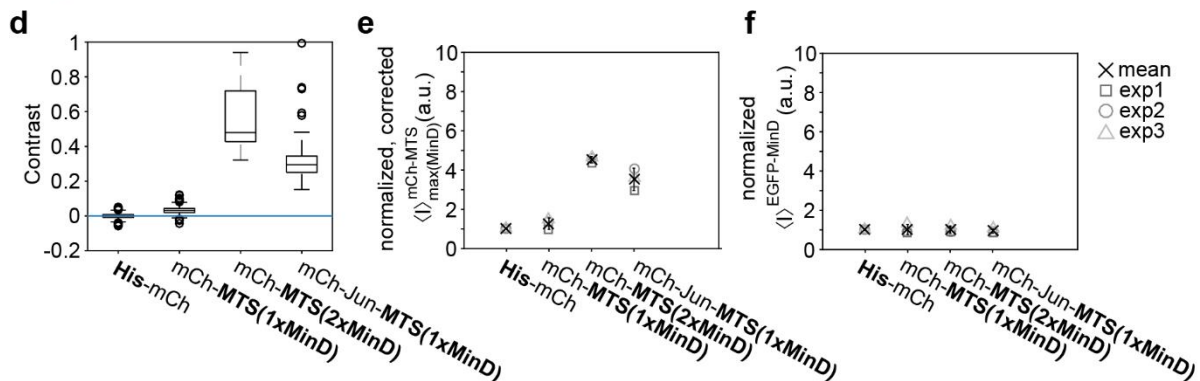 d
Contrast
1
0.8
0.6
0.4
0.2
0
-0.2
His-mCh
mCh-MTS(1xMinD)
mCh-MTS(2xMinD)
mCh-Jun-MTS(1xMinD)
e
normalized, corrected
⟨I⟩mCh-MTS max(MinD) (a.u.)
10
8
6
4
2
0
His-mCh
mCh-MTS(1xMinD)
mCh-MTS(2xMinD)
mCh-Jun-MTS(1xMinD)
f
normalized
⟨I⟩EGFP-MinD (a.u.)
10
8
6
4
2
0
His-mCh
mCh-MTS(1xMinD)
mCh-MTS(2xMinD)
mCh-Jun-MTS(1xMinD)
mean
exp1
exp2
exp3